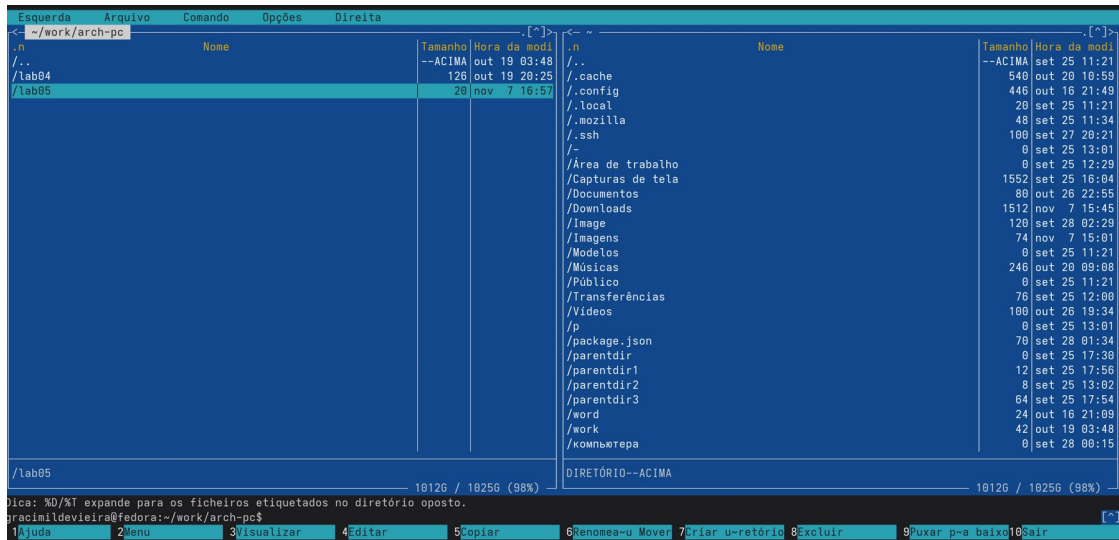 Esquerda Arquivo Comando Opções Direita
<- ~/work/arch-pc .[^]>
.n Nome Tamanho Hora da modi
/.. --ACIMA out 19 03:48
/lab04 126 out 19 20:25
/lab05 20 nov 7 16:57
/lab05
1012G / 1025G (98%)
<- ~ .[^]>
.n Nome Tamanho Hora da modi
/.. --ACIMA set 25 11:21
/.cache 540 out 20 10:59
/.config 446 out 16 21:49
/.local 20 set 25 11:21
/.mozilla 48 set 25 11:34
/.ssh 100 set 27 20:21
/- 0 set 25 13:01
/Área de trabalho 0 set 25 12:29
/Capturas de tela 1552 set 25 16:04
/Documentos 80 out 26 22:55
/Downloads 1512 nov 7 15:45
/Image 120 set 28 02:29
/Imagens 74 nov 7 15:01
/Modelos 0 set 25 11:21
/Músicas 246 out 20 09:08
/Público 0 set 25 11:21
/Transferências 76 set 25 12:00
/Vídeos 100 out 26 19:34
/p 0 set 25 13:01
/package.json 70 set 28 01:34
/parentdir 0 set 25 17:30
/parentdir1 12 set 25 17:56
/parentdir2 8 set 25 13:02
/parentdir3 64 set 25 17:54
/word 24 out 16 21:09
/work 42 out 19 03:48
/компьютера 0 set 28 00:15
DIRETÓRIO--ACIMA
1012G / 1025G (98%)
Dica: %D/%T expande para os ficheiros etiquetados no diretório oposto.
gracimildevieira@fedora:~/work/arch-pc$ [^]
1Ajuda 2Menu 3Visualizar 4Editar 5Copiar 6Renomea~u Mover 7Criar u~retório 8Excluir 9Puxar p~a baixo 10Sair